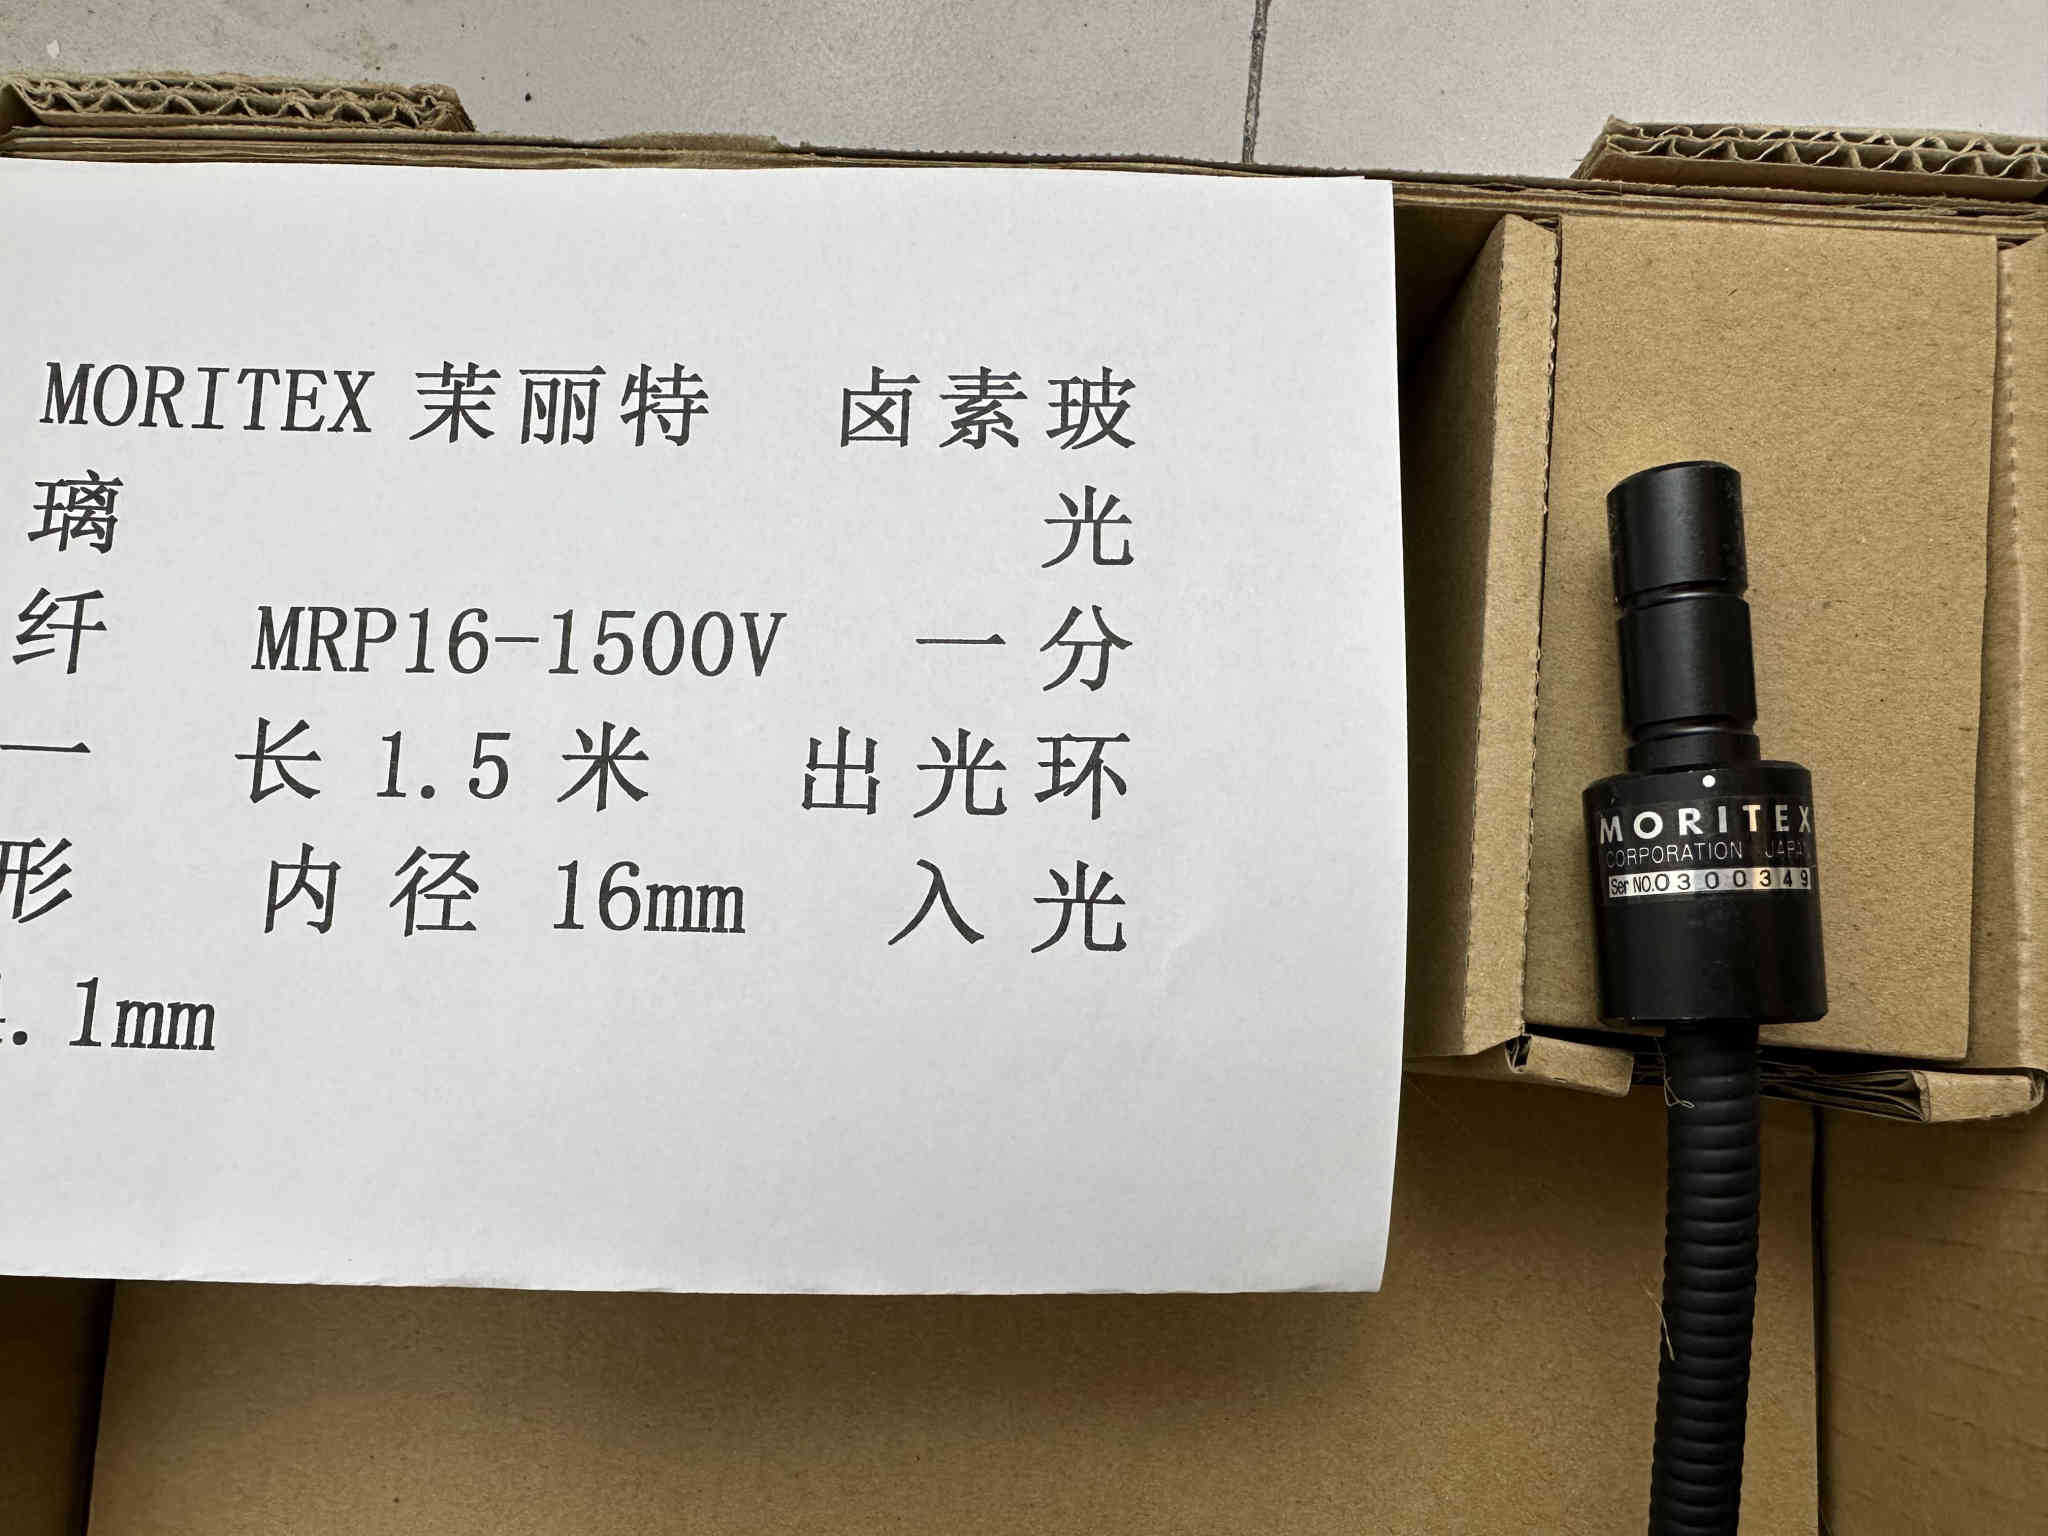 MORITEX 茉丽特 卤素玻
璃 光
纤 MRP16-1500V 一分
一 长 1.5 米 出光环
形 内径 16mm 入光
.1mm
MORITEX
CORPORATION JAPAN
Ser NO.0300349